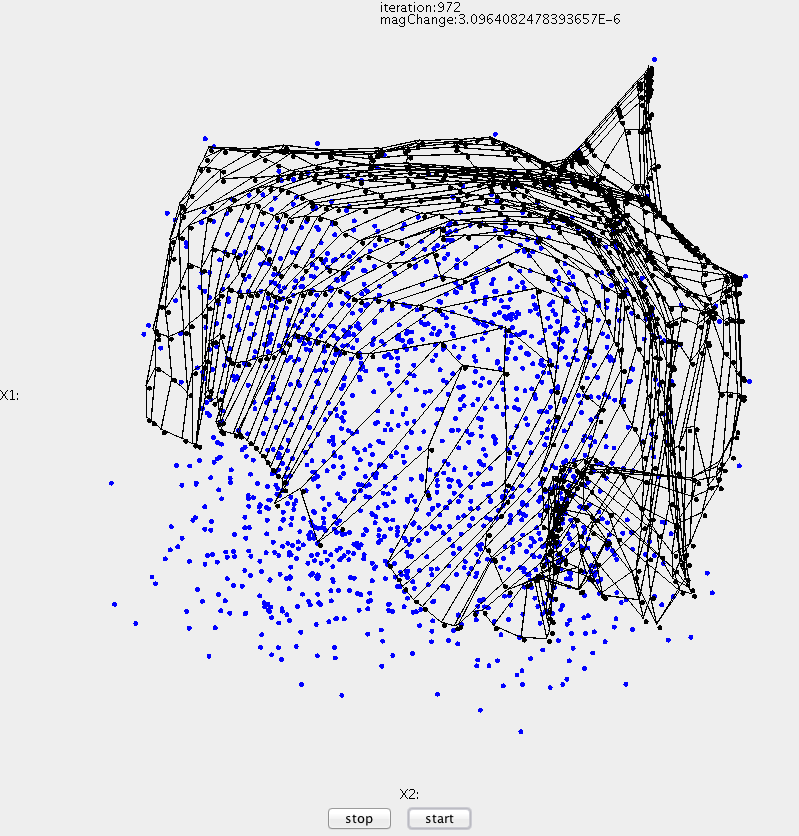 iteration:972
magChange:3.0964082478393657E-6
X1:
X2:
stop start